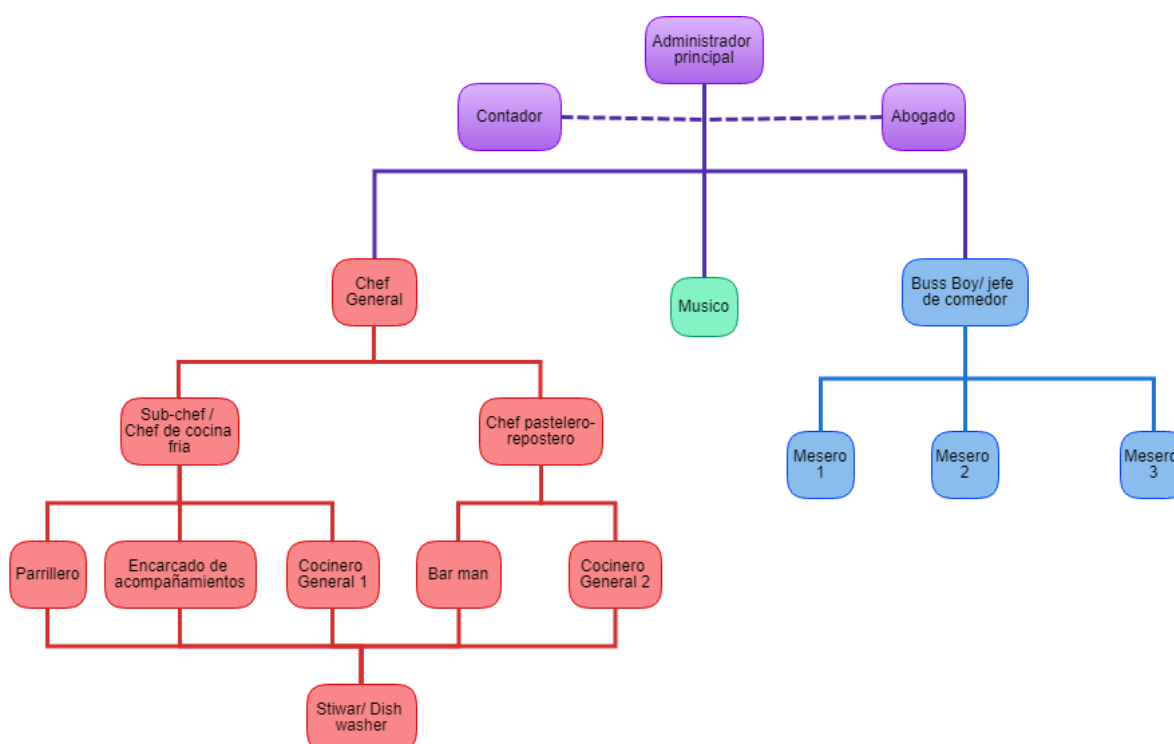 Administrador
principal
Contador
Abogado
Chef
General
Musico
Buss Boy/ jefe
de comedor
Sub-chef /
Chef de cocina
fria
Chef pastelero-
repostero
Mesero
1
Mesero
2
Mesero
3
Parrillero
Encarcado de
acompañamientos
Cocinero
General 1
Bar man
Cocinero
General 2
Stiwar/ Dish
washer